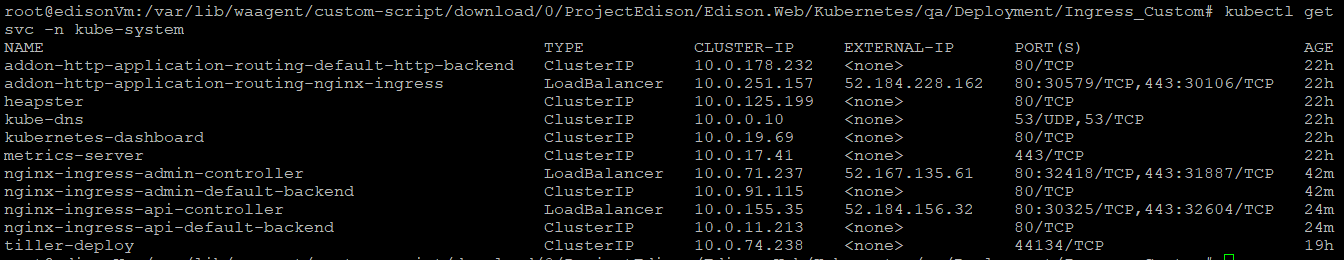 root@edisonVm:/var/lib/waagent/custom-script/download/0/ProjectEdison/Edison.Web/Kubernetes/qa/Deployment/Ingress_Custom# kubectl get
svc -n kube-system
NAME TYPE CLUSTER-IP EXTERNAL-IP PORT(S) AGE
addon-http-application-routing-default-http-backend ClusterIP 10.0.178.232 <none> 80/TCP 22h
addon-http-application-routing-nginx-ingress LoadBalancer 10.0.251.157 52.184.228.162 80:30579/TCP,443:30106/TCP 22h
heapster ClusterIP 10.0.125.199 <none> 80/TCP 22h
kube-dns ClusterIP 10.0.0.10 <none> 53/UDP,53/TCP 22h
kubernetes-dashboard ClusterIP 10.0.19.69 <none> 80/TCP 22h
metrics-server ClusterIP 10.0.17.41 <none> 443/TCP 22h
nginx-ingress-admin-controller LoadBalancer 10.0.71.237 52.167.135.61 80:32418/TCP,443:31887/TCP 42m
nginx-ingress-admin-default-backend ClusterIP 10.0.91.115 <none> 80/TCP 42m
nginx-ingress-api-controller LoadBalancer 10.0.155.35 52.184.156.32 80:30325/TCP,443:32604/TCP 24m
nginx-ingress-api-default-backend ClusterIP 10.0.11.213 <none> 80/TCP 24m
tiller-deploy ClusterIP 10.0.74.238 <none> 44134/TCP 19h